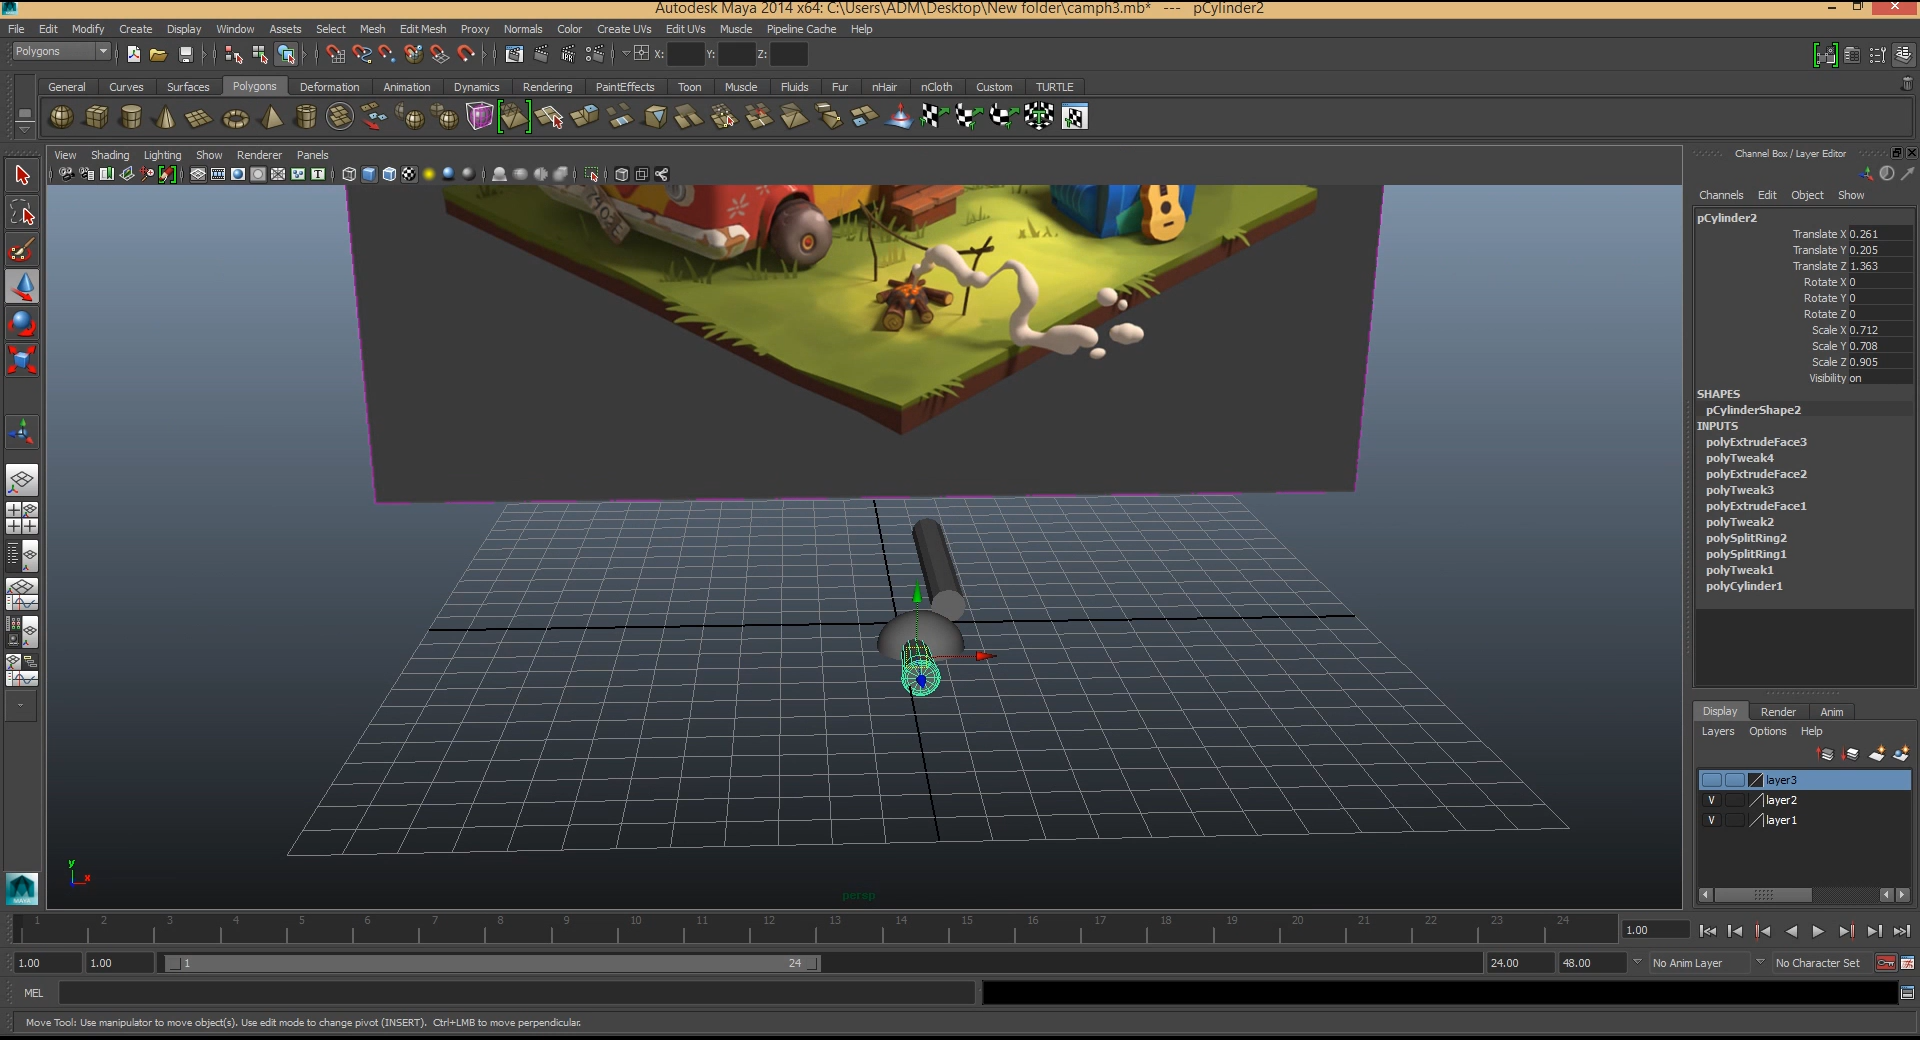 Autodesk Maya 2014 x64: C:\Users\ADM\Desktop\New folder\camph3.mb*   ---   pCylinder2
File Edit Modify Create Display Window Assets Select Mesh Edit Mesh Proxy Normals Color Create UVs Edit UVs Muscle Pipeline Cache Help
Polygons X: Y: Z:
General Curves Surfaces Polygons Deformation Animation Dynamics Rendering PaintEffects Toon Muscle Fluids Fur nHair nCloth Custom TURTLE
View Shading Lighting Show Renderer Panels
Channel Box / Layer Editor
Channels Edit Object Show
pCylinder2
Translate X 0.261
Translate Y 0.205
Translate Z 1.363
Rotate X 0
Rotate Y 0
Rotate Z 0
Scale X 0.712
Scale Y 0.708
Scale Z 0.905
Visibility on
SHAPES
pCylinderShape2
INPUTS
polyExtrudeFace3
polyTweak4
polyExtrudeFace2
polyTweak3
polyExtrudeFace1
polyTweak2
polySplitRing2
polySplitRing1
polyTweak1
polyCylinder1
Display Render Anim
Layers Options Help
layer3
V layer2
V layer1
y
x
persp
1 2 3 4 5 6 7 8 9 10 11 12 13 14 15 16 17 18 19 20 21 22 23 24 1.00
1.00 1.00 1 24 24.00 48.00 No Anim Layer No Character Set
MEL
Move Tool: Use manipulator to move object(s). Use edit mode to change pivot (INSERT).  Ctrl+LMB to move perpendicular.